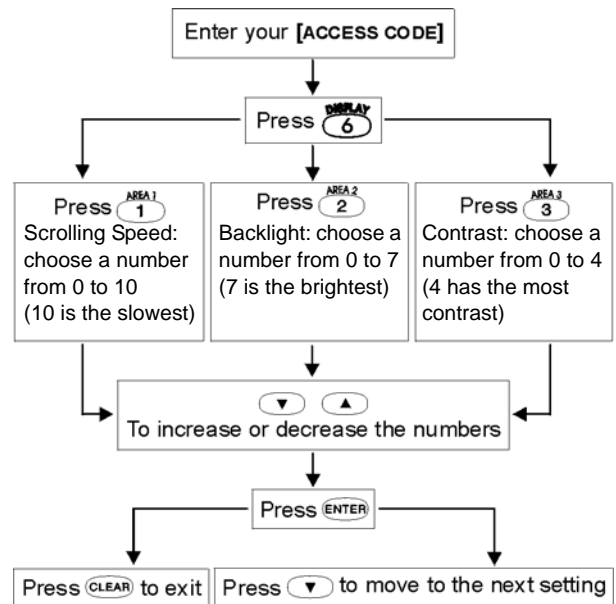 Enter your [ACCESS CODE]
DISPLAY
Press 6
AREA 1
Press 1
Scrolling Speed:
choose a number
from 0 to 10
(10 is the slowest)
AREA 2
Press 2
Backlight: choose a
number from 0 to 7
(7 is the brightest)
AREA 3
Press 3
Contrast: choose a
number from 0 to 4
(4 has the most
contrast)
▼ ▲
To increase or decrease the numbers
Press ENTER
Press CLEAR to exit
Press ▼ to move to the next setting